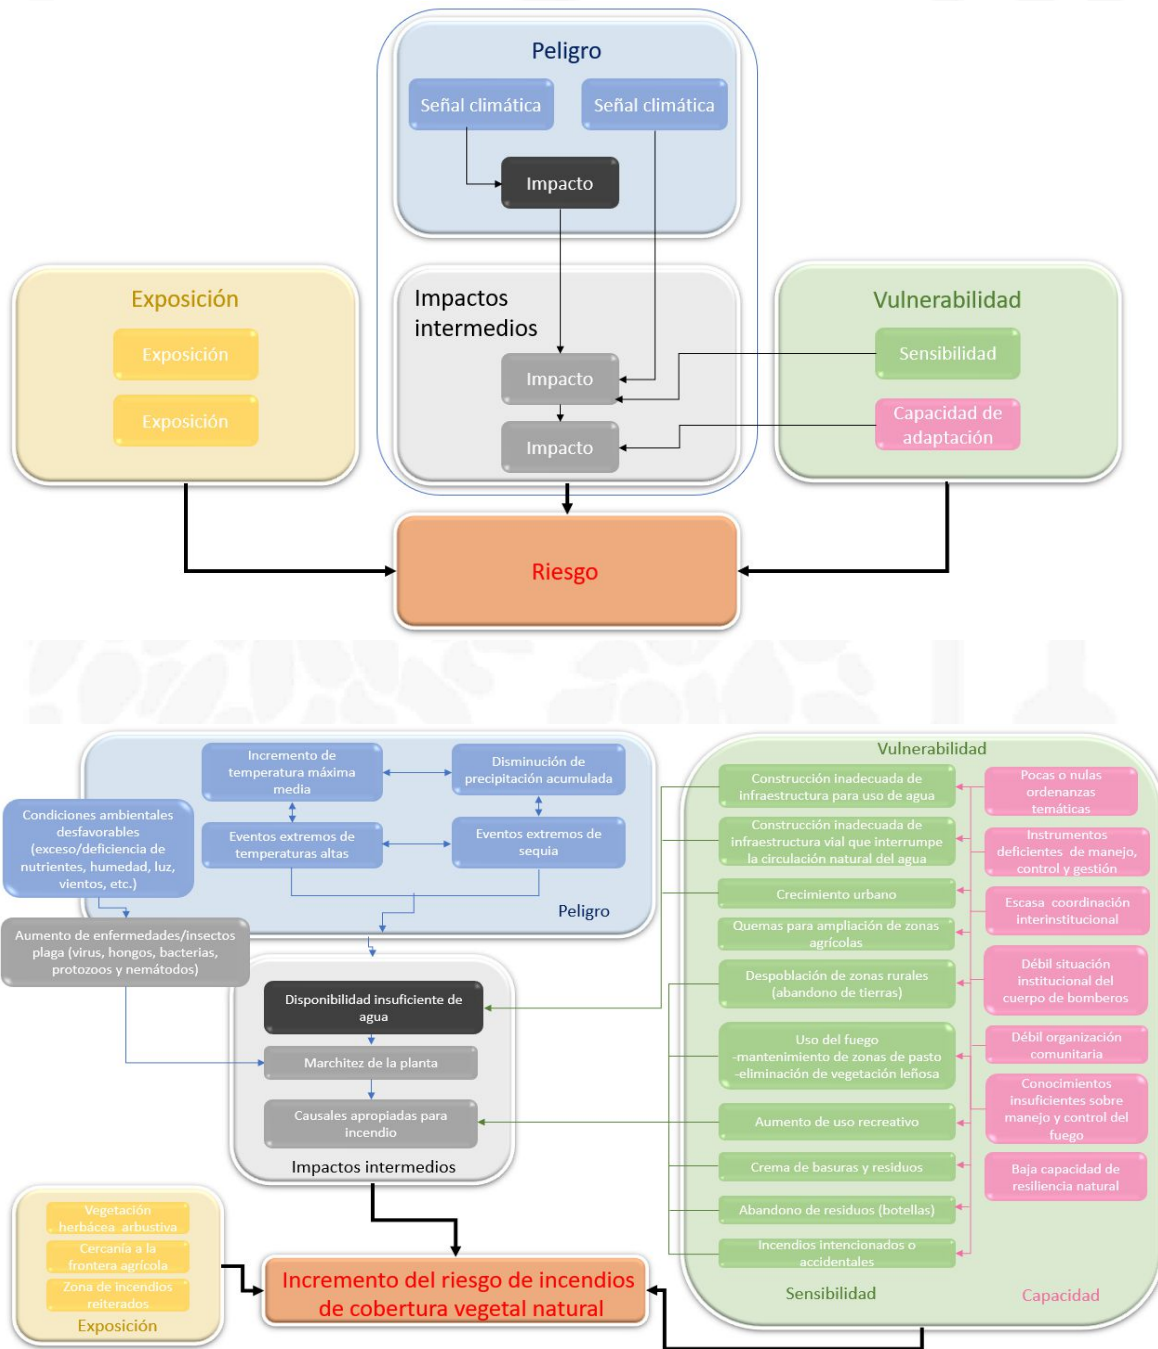 Peligro
Señal climática
Señal climática
Impacto
Exposición
Exposición
Exposición
Impactos
intermedios
Impacto
Impacto
Vulnerabilidad
Sensibilidad
Capacidad de
adaptación
Riesgo
Incremento de
temperatura máxima
media
Disminución de
precipitación acumulada
Eventos extremos de
temperaturas altas
Eventos extremos de
sequia
Peligro
Condiciones ambientales
desfavorables
(exceso/deficiencia de
nutrientes, humedad, luz,
vientos, etc.)
Aumento de enfermedades/insectos
plaga (virus, hongos, bacterias,
protozoos y nemátodos)
Disponibilidad insuficiente de
agua
Marchitez de la planta
Causales apropiadas para
incendio
Impactos intermedios
Vulnerabilidad
Construcción inadecuada de
infraestructura para uso de agua
Construcción inadecuada de
infraestructura vial que interrumpe
la circulación natural del agua
Crecimiento urbano
Quemas para ampliación de zonas
agrícolas
Despoblación de zonas rurales
(abandono de tierras)
Uso del fuego
-mantenimiento de zonas de pasto
-eliminación de vegetación leñosa
Aumento de uso recreativo
Crema de basuras y residuos
Abandono de residuos (botellas)
Incendios intencionados o
accidentales
Sensibilidad
Pocas o nulas
ordenanzas
temáticas
Instrumentos
deficientes de manejo,
control y gestión
Escasa coordinación
interinstitucional
Débil situación
institucional del
cuerpo de bomberos
Débil organización
comunitaria
Conocimientos
insuficientes sobre
manejo y control del
fuego
Baja capacidad de
resiliencia natural
Capacidad
Vegetación
herbácea arbustiva
Cercanía a la
frontera agrícola
Zona de incendios
reiterados
Exposición
Incremento del riesgo de incendios
de cobertura vegetal natural